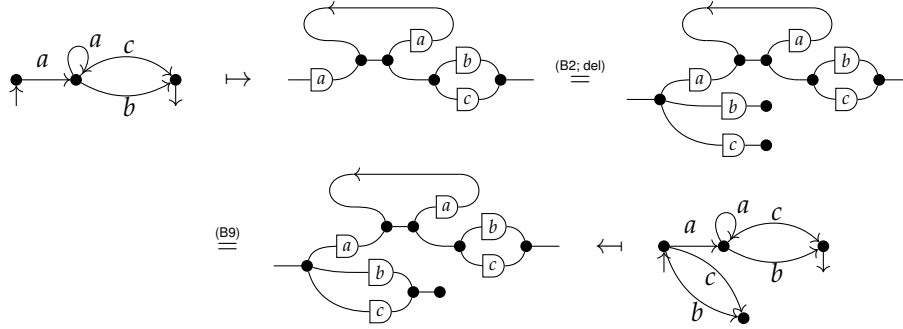 a a c b ↦ a a b c (B2; del) = a a b c b c
(B9) = a a b c b c ↤ a a c b c b